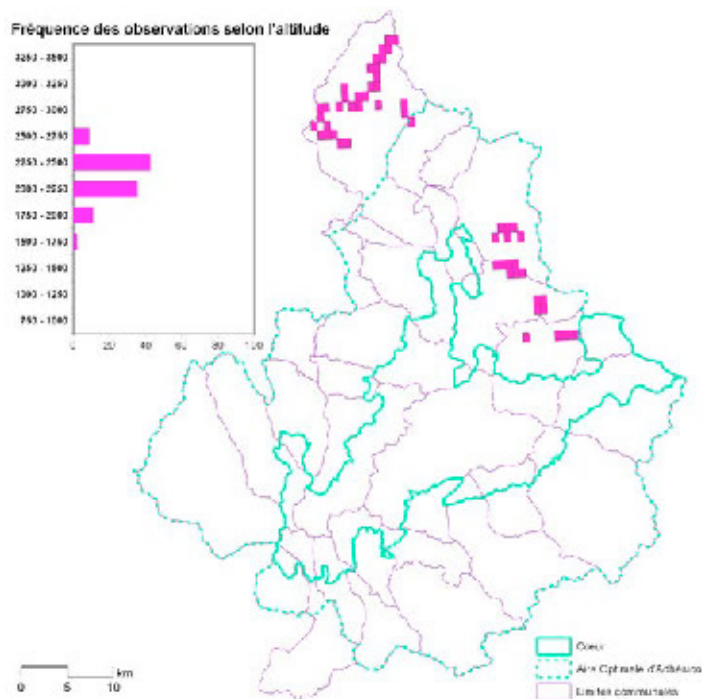 Fréquence des observations selon l'altitude
3250 - 3500
3000 - 3250
2750 - 3000
2500 - 2750
2250 - 2500
2000 - 2250
1750 - 2000
1500 - 1750
1250 - 1500
1000 - 1250
750 - 1000
0 20 40 60 80 100
0 5 10
km
Coeur
Aire Optimale d'Adhésion
Limites communales